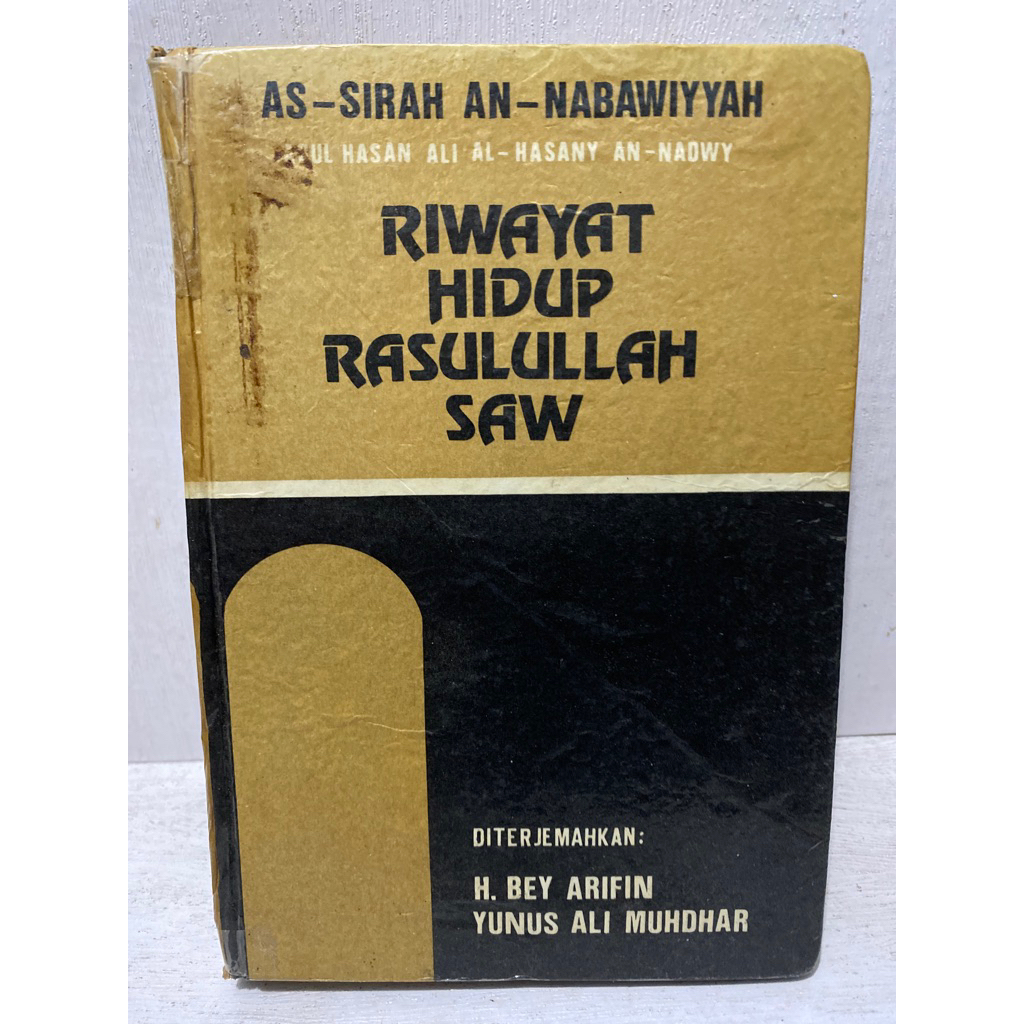 AS-SIRAH AN-NABAWIYYAH
HASAN ALI AL-HASANY AN-NADWY
RIWAYAT
HIDUP
RASULULLAH
SAW
DITERJEMAHKAN:
H. BEY ARIFIN
YUNUS ALI MUHDHAR